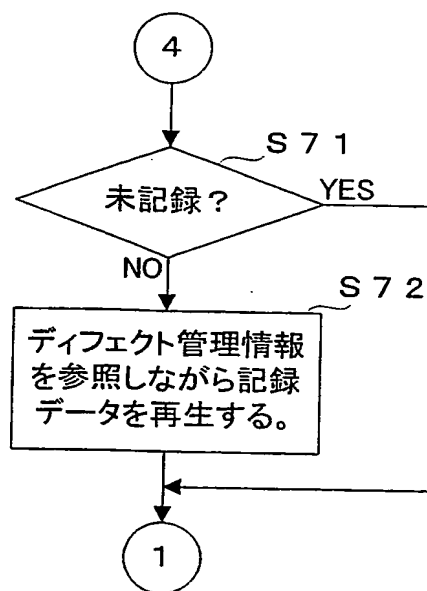 4
S71
未記録？
YES
NO
S72
ディフェクト管理情報
を参照しながら記録
データを再生する。
1